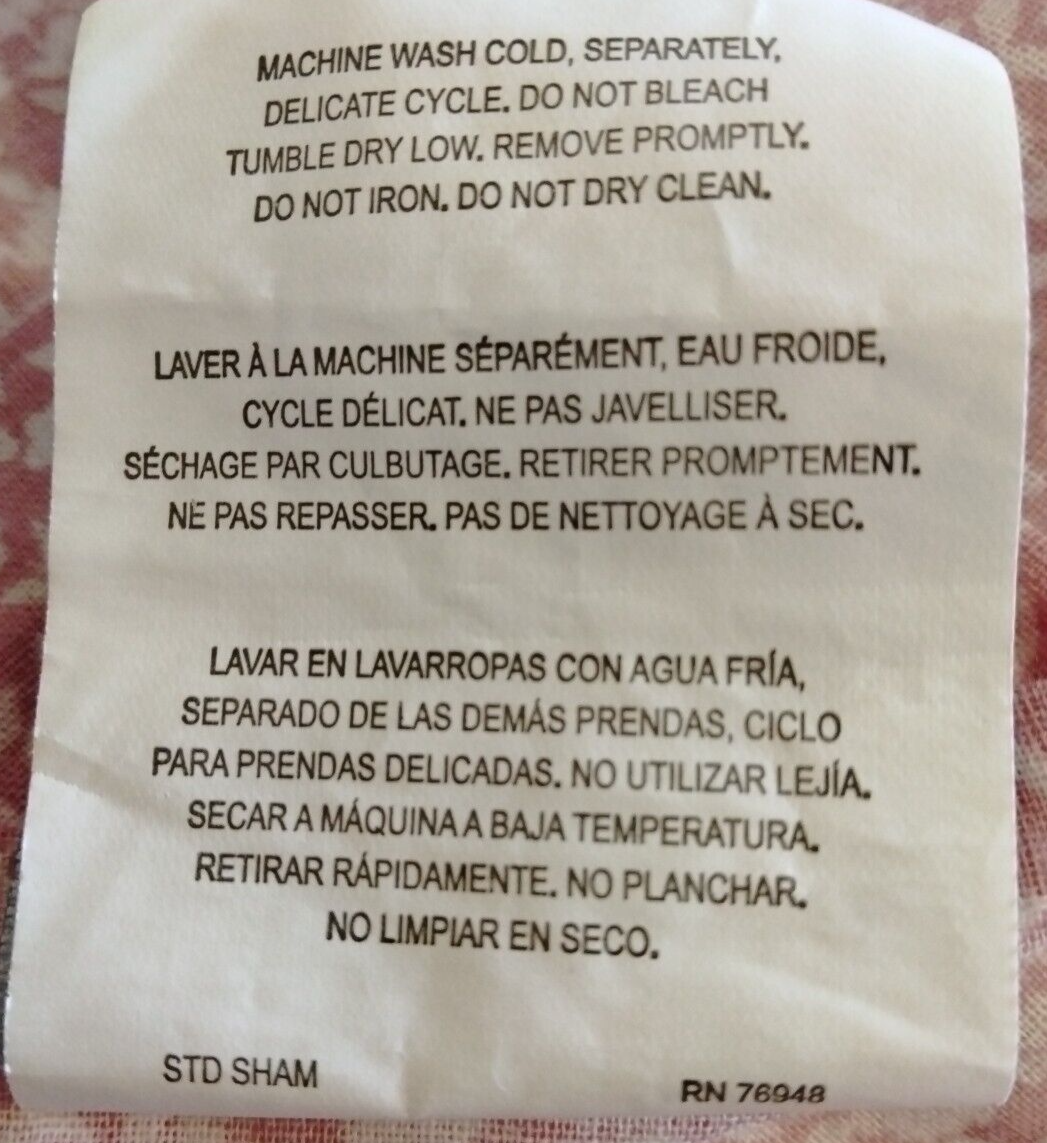 MACHINE WASH COLD, SEPARATELY,
DELICATE CYCLE. DO NOT BLEACH
TUMBLE DRY LOW. REMOVE PROMPTLY.
DO NOT IRON. DO NOT DRY CLEAN.
LAVER À LA MACHINE SÉPARÉMENT, EAU FROIDE,
CYCLE DÉLICAT. NE PAS JAVELLISER.
SÉCHAGE PAR CULBUTAGE. RETIRER PROMPTEMENT.
NE PAS REPASSER. PAS DE NETTOYAGE À SEC.
LAVAR EN LAVARROPAS CON AGUA FRÍA,
SEPARADO DE LAS DEMÁS PRENDAS, CICLO
PARA PRENDAS DELICADAS. NO UTILIZAR LEJÍA.
SECAR A MÁQUINA A BAJA TEMPERATURA.
RETIRAR RÁPIDAMENTE. NO PLANCHAR.
NO LIMPIAR EN SECO.
STD SHAM
RN 76948